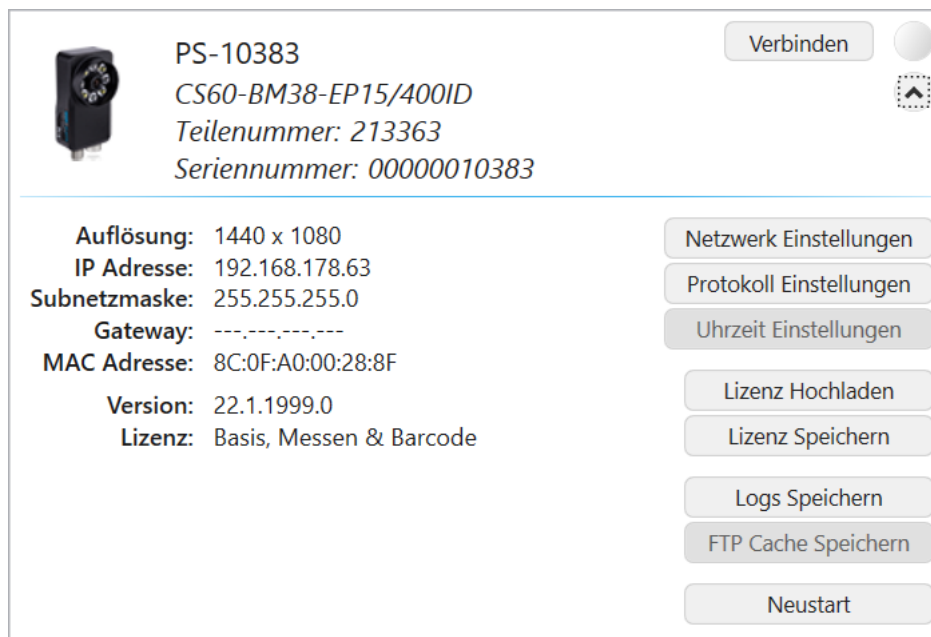 PS-10383
CS60-BM38-EP15/400ID
Teilenummer: 213363
Seriennummer: 00000010383
Verbinden
Auflösung: 1440 x 1080
IP Adresse: 192.168.178.63
Subnetzmaske: 255.255.255.0
Gateway: ---.---.---.---
MAC Adresse: 8C:0F:A0:00:28:8F
Version: 22.1.1999.0
Lizenz: Basis, Messen & Barcode
Netzwerk Einstellungen
Protokoll Einstellungen
Uhrzeit Einstellungen
Lizenz Hochladen
Lizenz Speichern
Logs Speichern
FTP Cache Speichern
Neustart